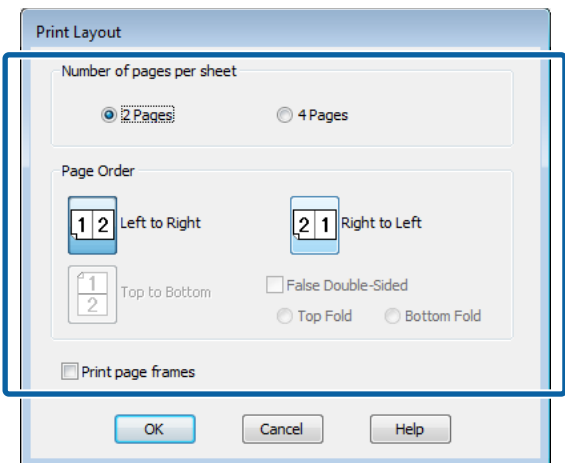 Print Layout
Number of pages per sheet
2 Pages 4 Pages
Page Order
1 2 Left to Right 2 1 Right to Left
1
2 Top to Bottom False Double-Sided
Top Fold Bottom Fold
Print page frames
OK Cancel Help